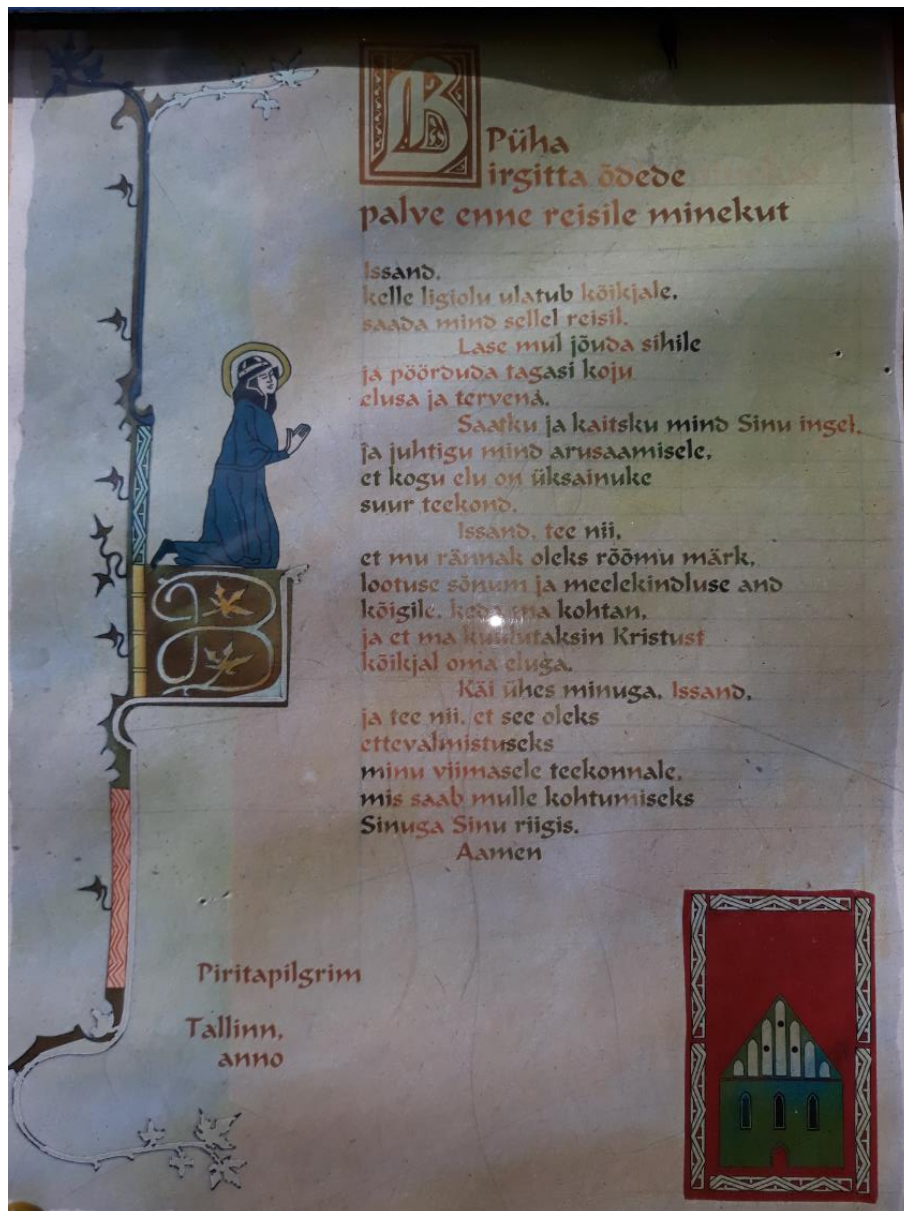 Püha
Birgitta õdede
palve enne reisile minekut
Issand,
kelle ligiolu ulatub kõikjale,
saada mind sellel reisil.
Lase mul jõuda sihile
ja pöörduda tagasi koju
elusa ja tervena.
Saatku ja kaitsku mind Sinu ingel,
ja juhtigu mind arusaamisele,
et kogu elu on üksainuke
suur teekond.
Issand, tee nii,
et mu rännak oleks rõõmu märk,
lootuse sõnum ja meelekindluse and
kõigile, keda ma kohtan,
ja et ma kuulutaksin Kristust
kõikjal oma eluga.
Käi ühes minuga, Issand,
ja tee nii, et see oleks
ettevalmistuseks
minu viimasele teekonnale,
mis saab mulle kohtumiseks
Sinuga Sinu riigis.
Aamen
Piritapilgrim
Tallinn,
anno